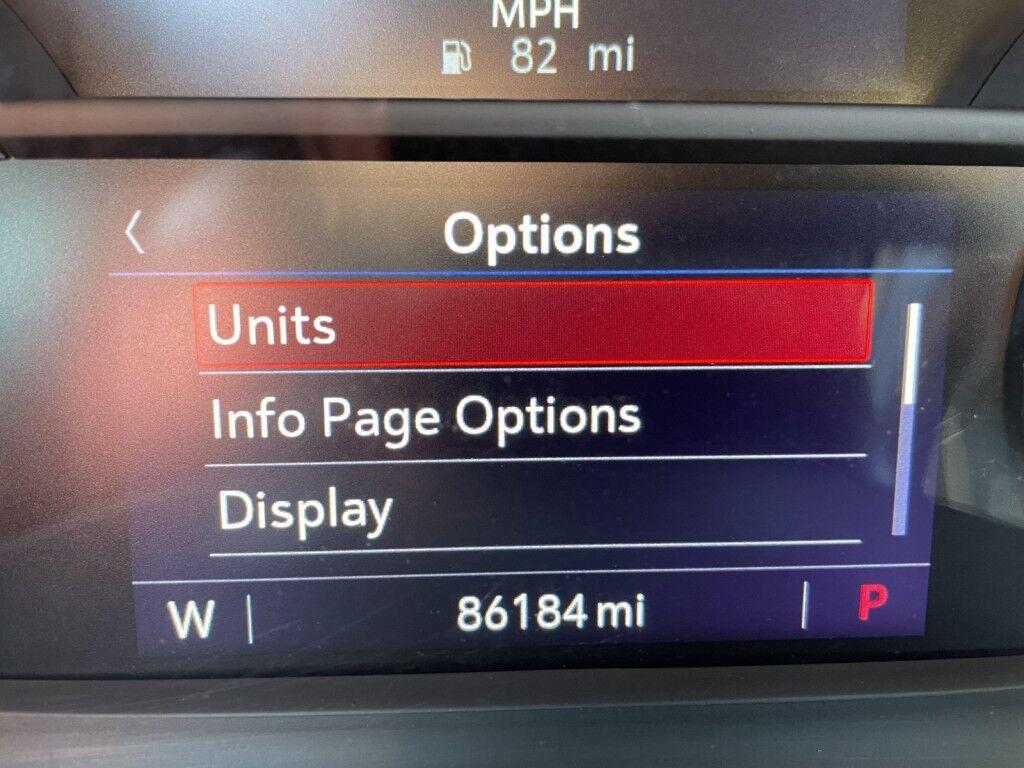 MPH
82 mi
Options
Units
Info Page Options
Display
W 86184 mi P